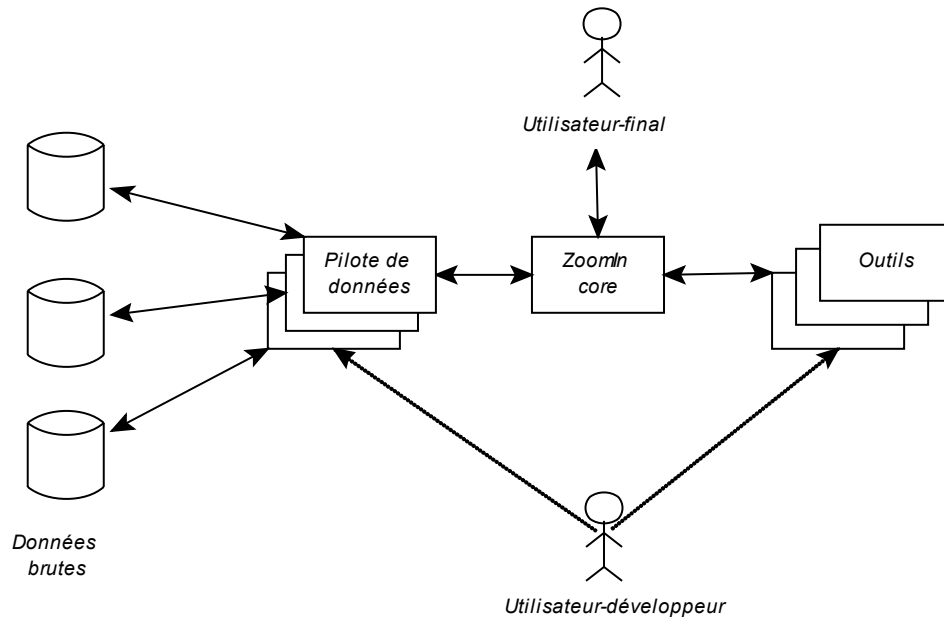 Utilisateur-final
Pilote de
données
ZoomIn
core
Outils
Données
brutes
Utilisateur-développeur